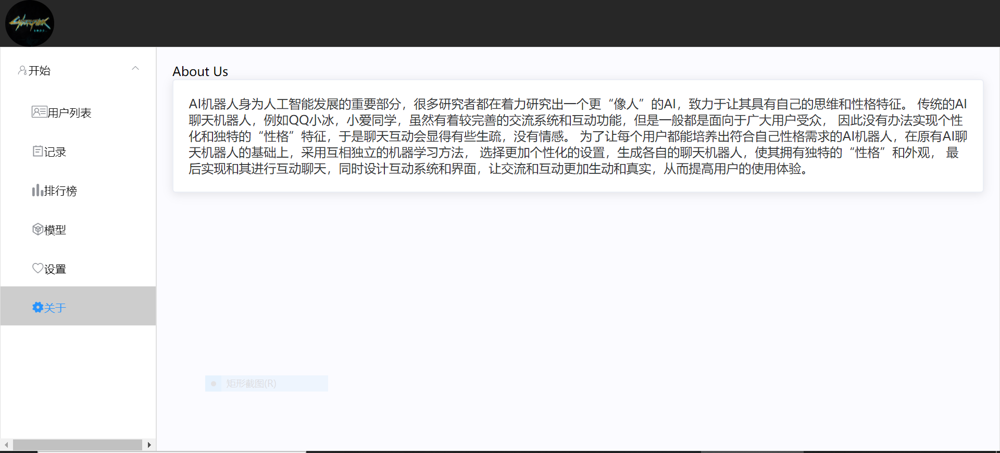 Cyberpunk
开始
用户列表
记录
排行榜
模型
设置
关于
About Us
AI机器人身为人工智能发展的重要部分，很多研究者都在着力研究出一个更“像人”的AI，致力于让其具有自己的思维和性格特征。 传统的AI
聊天机器人，例如QQ小冰，小爱同学，虽然有着较完善的交流系统和互动功能，但是一般都是面向于广大用户受众， 因此没有办法实现个性
化和独特的“性格”特征，于是聊天互动会显得有些生疏，没有情感。 为了让每个用户都能培养出符合自己性格需求的AI机器人，在原有AI聊
天机器人的基础上，采用互相独立的机器学习方法， 选择更加个性化的设置，生成各自的聊天机器人，使其拥有独特的“性格”和外观， 最
后实现和其进行互动聊天，同时设计互动系统和界面，让交流和互动更加生动和真实，从而提高用户的使用体验。
矩形截图(R)